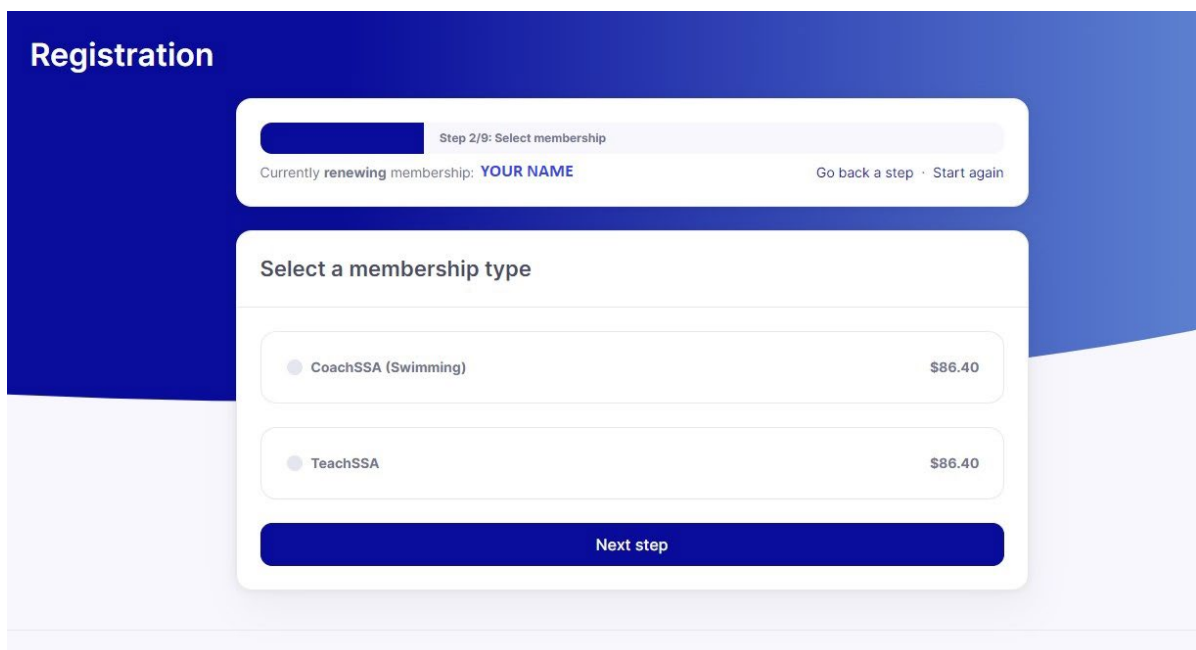 Registration
Step 2/9: Select membership
Currently renewing membership: YOUR NAME
Go back a step · Start again
Select a membership type
CoachSSA (Swimming) $86.40
TeachSSA $86.40
Next step